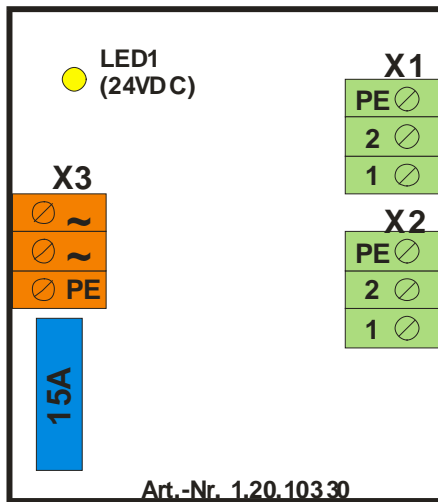 LED1
(24VDC)
X1
PE
2
1
X3
~
~
PE
X2
PE
2
1
15A
Art.-Nr. 1.20.10330